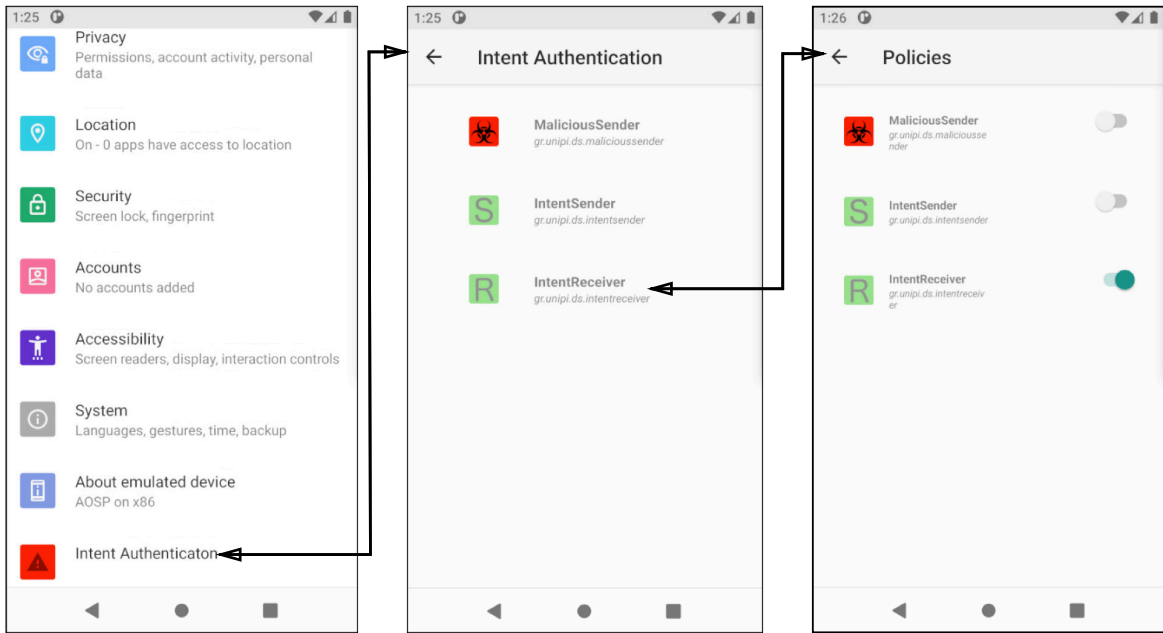 1:25
Privacy
Permissions, account activity, personal
data
Location
On - 0 apps have access to location
Security
Screen lock, fingerprint
Accounts
No accounts added
Accessibility
Screen readers, display, interaction controls
System
Languages, gestures, time, backup
About emulated device
AOSP on x86
Intent Authenticaton
1:25
Intent Authentication
MaliciousSender
gr.unipi.ds.malicioussender
S
IntentSender
gr.unipi.ds.intentsender
R
IntentReceiver
gr.unipi.ds.intentreceiver
1:26
Policies
MaliciousSender
gr.unipi.ds.maliciousse
nder
S
IntentSender
gr.unipi.ds.intentsender
R
IntentReceiver
gr.unipi.ds.intentreceiv
er